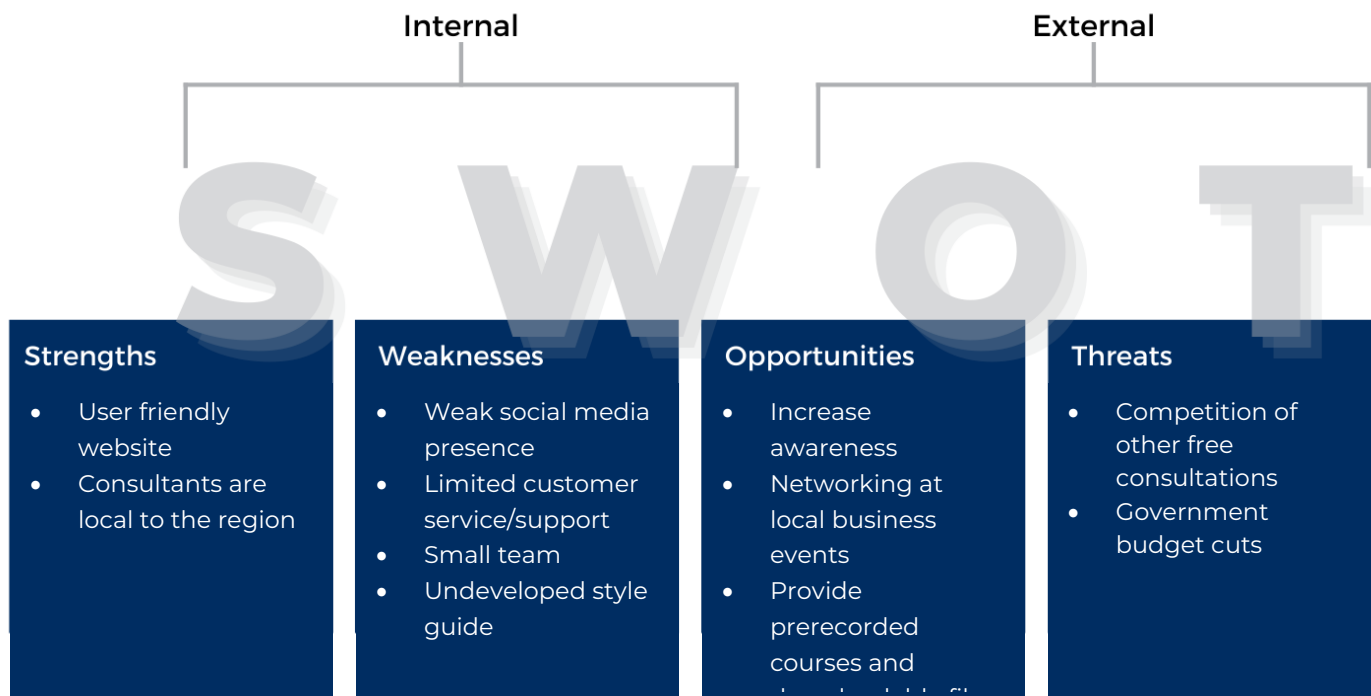 Internal
External
S W O T
Strengths
• User friendly
website
• Consultants are
local to the region
Weaknesses
• Weak social media
presence
• Limited customer
service/support
• Small team
• Undeveloped style
guide
Opportunities
• Increase
awareness
• Networking at
local business
events
• Provide
prerecorded
courses and
Threats
• Competition of
other free
consultations
• Government
budget cuts